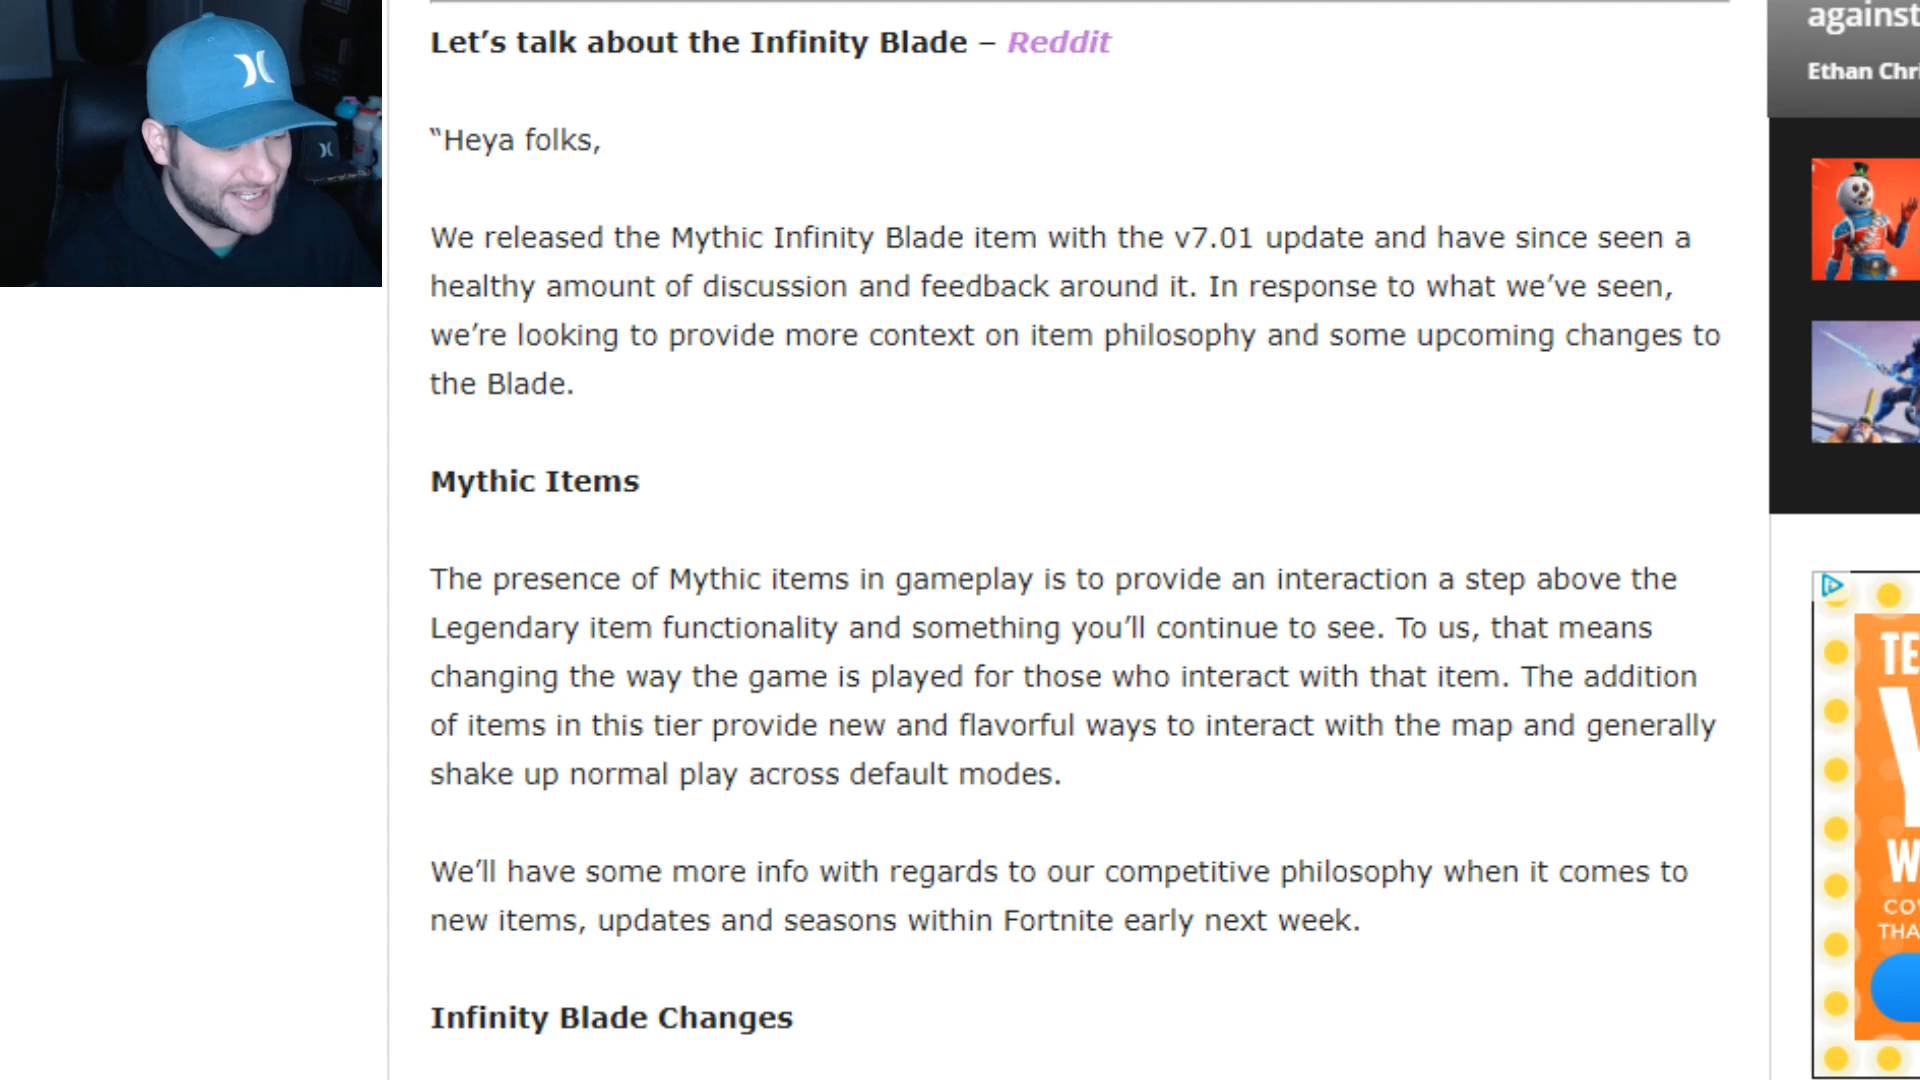 Let’s talk about the Infinity Blade – Reddit
“Heya folks,
We released the Mythic Infinity Blade item with the v7.01 update and have since seen a
healthy amount of discussion and feedback around it. In response to what we’ve seen,
we’re looking to provide more context on item philosophy and some upcoming changes to
the Blade.
Mythic Items
The presence of Mythic items in gameplay is to provide an interaction a step above the
Legendary item functionality and something you’ll continue to see. To us, that means
changing the way the game is played for those who interact with that item. The addition
of items in this tier provide new and flavorful ways to interact with the map and generally
shake up normal play across default modes.
We’ll have some more info with regards to our competitive philosophy when it comes to
new items, updates and seasons within Fortnite early next week.
Infinity Blade Changes
against
Ethan Chri
TE
Y
W
CO
THA